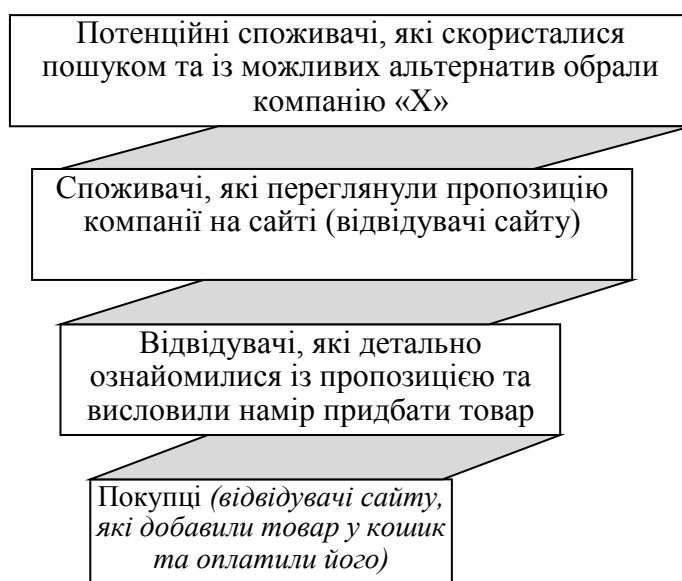 Потенційні споживачі, які скористалися
пошуком та із можливих альтернатив обрали
компанію «Х»
Споживачі, які переглянули пропозицію
компанії на сайті (відвідувачі сайту)
Відвідувачі, які детально
ознайомилися із пропозицією та
висловили намір придбати товар
Покупці (відвідувачі сайту,
які добавили товар у кошик
та оплатили його)